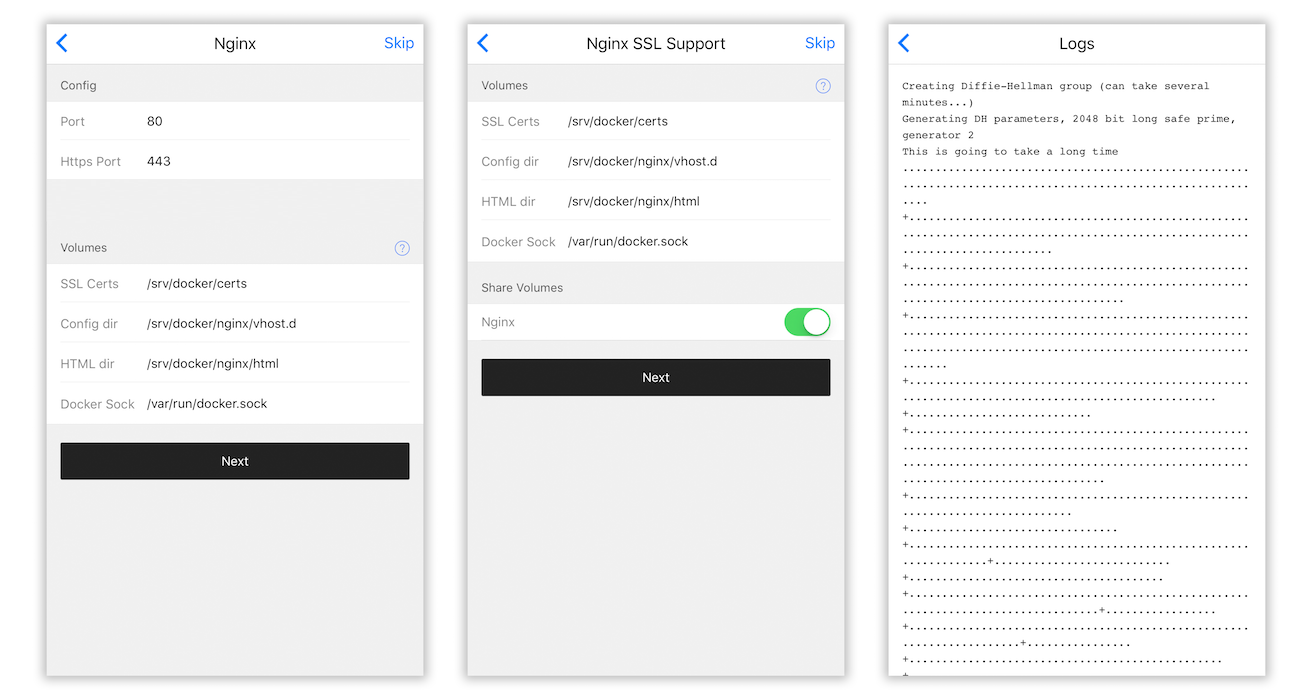 Nginx
Skip
Config
Port 80
Https Port 443
Volumes
?
SSL Certs /srv/docker/certs
Config dir /srv/docker/nginx/vhost.d
HTML dir /srv/docker/nginx/html
Docker Sock /var/run/docker.sock
Next
Nginx SSL Support
Skip
Volumes
?
SSL Certs /srv/docker/certs
Config dir /srv/docker/nginx/vhost.d
HTML dir /srv/docker/nginx/html
Docker Sock /var/run/docker.sock
Share Volumes
Nginx
Next
Logs
Creating Diffie-Hellman group (can take several
minutes...)
Generating DH parameters, 2048 bit long safe prime,
generator 2
This is going to take a long time
.....................................................
.....................................................
....
+....................................................
.....................................................
.......................
+....................................................
.....................................................
..................................
+....................................................
.....................................................
.....................................................
.......
+....................................................
................................................
+............................
+....................................................
.....................................................
.....................................................
...............................
+....................................................
..........................
+................................
+....................................................
.............+...........................
+.......................................
+....................................................
..............................+.................
+....................................................
..................+................
+................................................
+